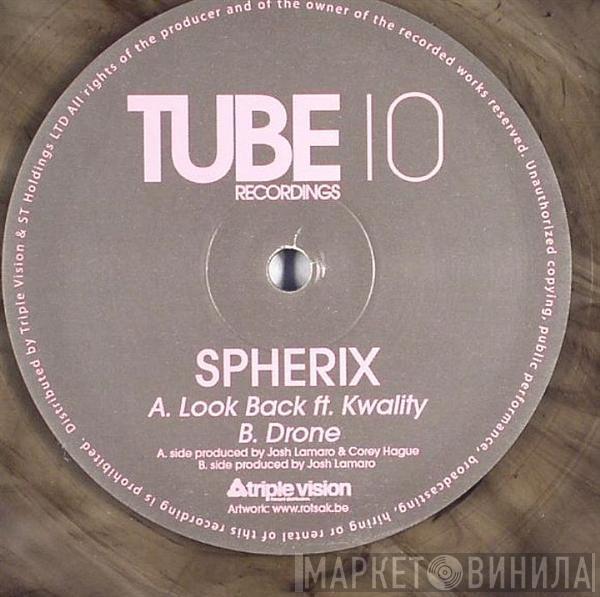 All rights of the producer and of the owner of the recorded works reserved. Unauthorized copying, public performance, broadcasting, hiring or rental of this recording is prohibited. Distributed by Triple Vision & ST Holdings LTD
TUBE 10
RECORDINGS
SPHERIX
A. Look Back ft. Kwality
B. Drone
A. side produced by Josh Lamaro & Corey Hague
B. side produced by Josh Lamaro
triple vision
Artwork: www.rotsak.be
МАРКЕТ ВИНИЛА